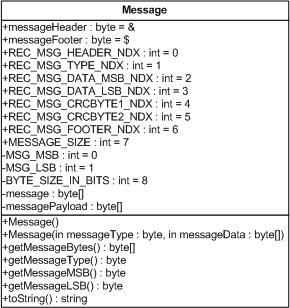 Message
+messageHeader : byte = &
+messageFooter : byte = $
+REC_MSG_HEADER_NDX : int = 0
+REC_MSG_TYPE_NDX : int = 1
+REC_MSG_DATA_MSB_NDX : int = 2
+REC_MSG_DATA_LSB_NDX : int = 3
+REC_MSG_CRCBYTE1_NDX : int = 4
+REC_MSG_CRCBYTE2_NDX : int = 5
+REC_MSG_FOOTER_NDX : int = 6
+MESSAGE_SIZE : int = 7
-MSG_MSB : int = 0
-MSG_LSB : int = 1
-BYTE_SIZE_IN_BITS : int = 8
-message : byte[]
-messagePayload : byte[]
+Message()
+Message(in messageType : byte, in messageData : byte[])
+getMessageBytes() : byte[]
+getMessageType() : byte
+getMessageMSB() : byte
+getMessageLSB() : byte
+toString() : string